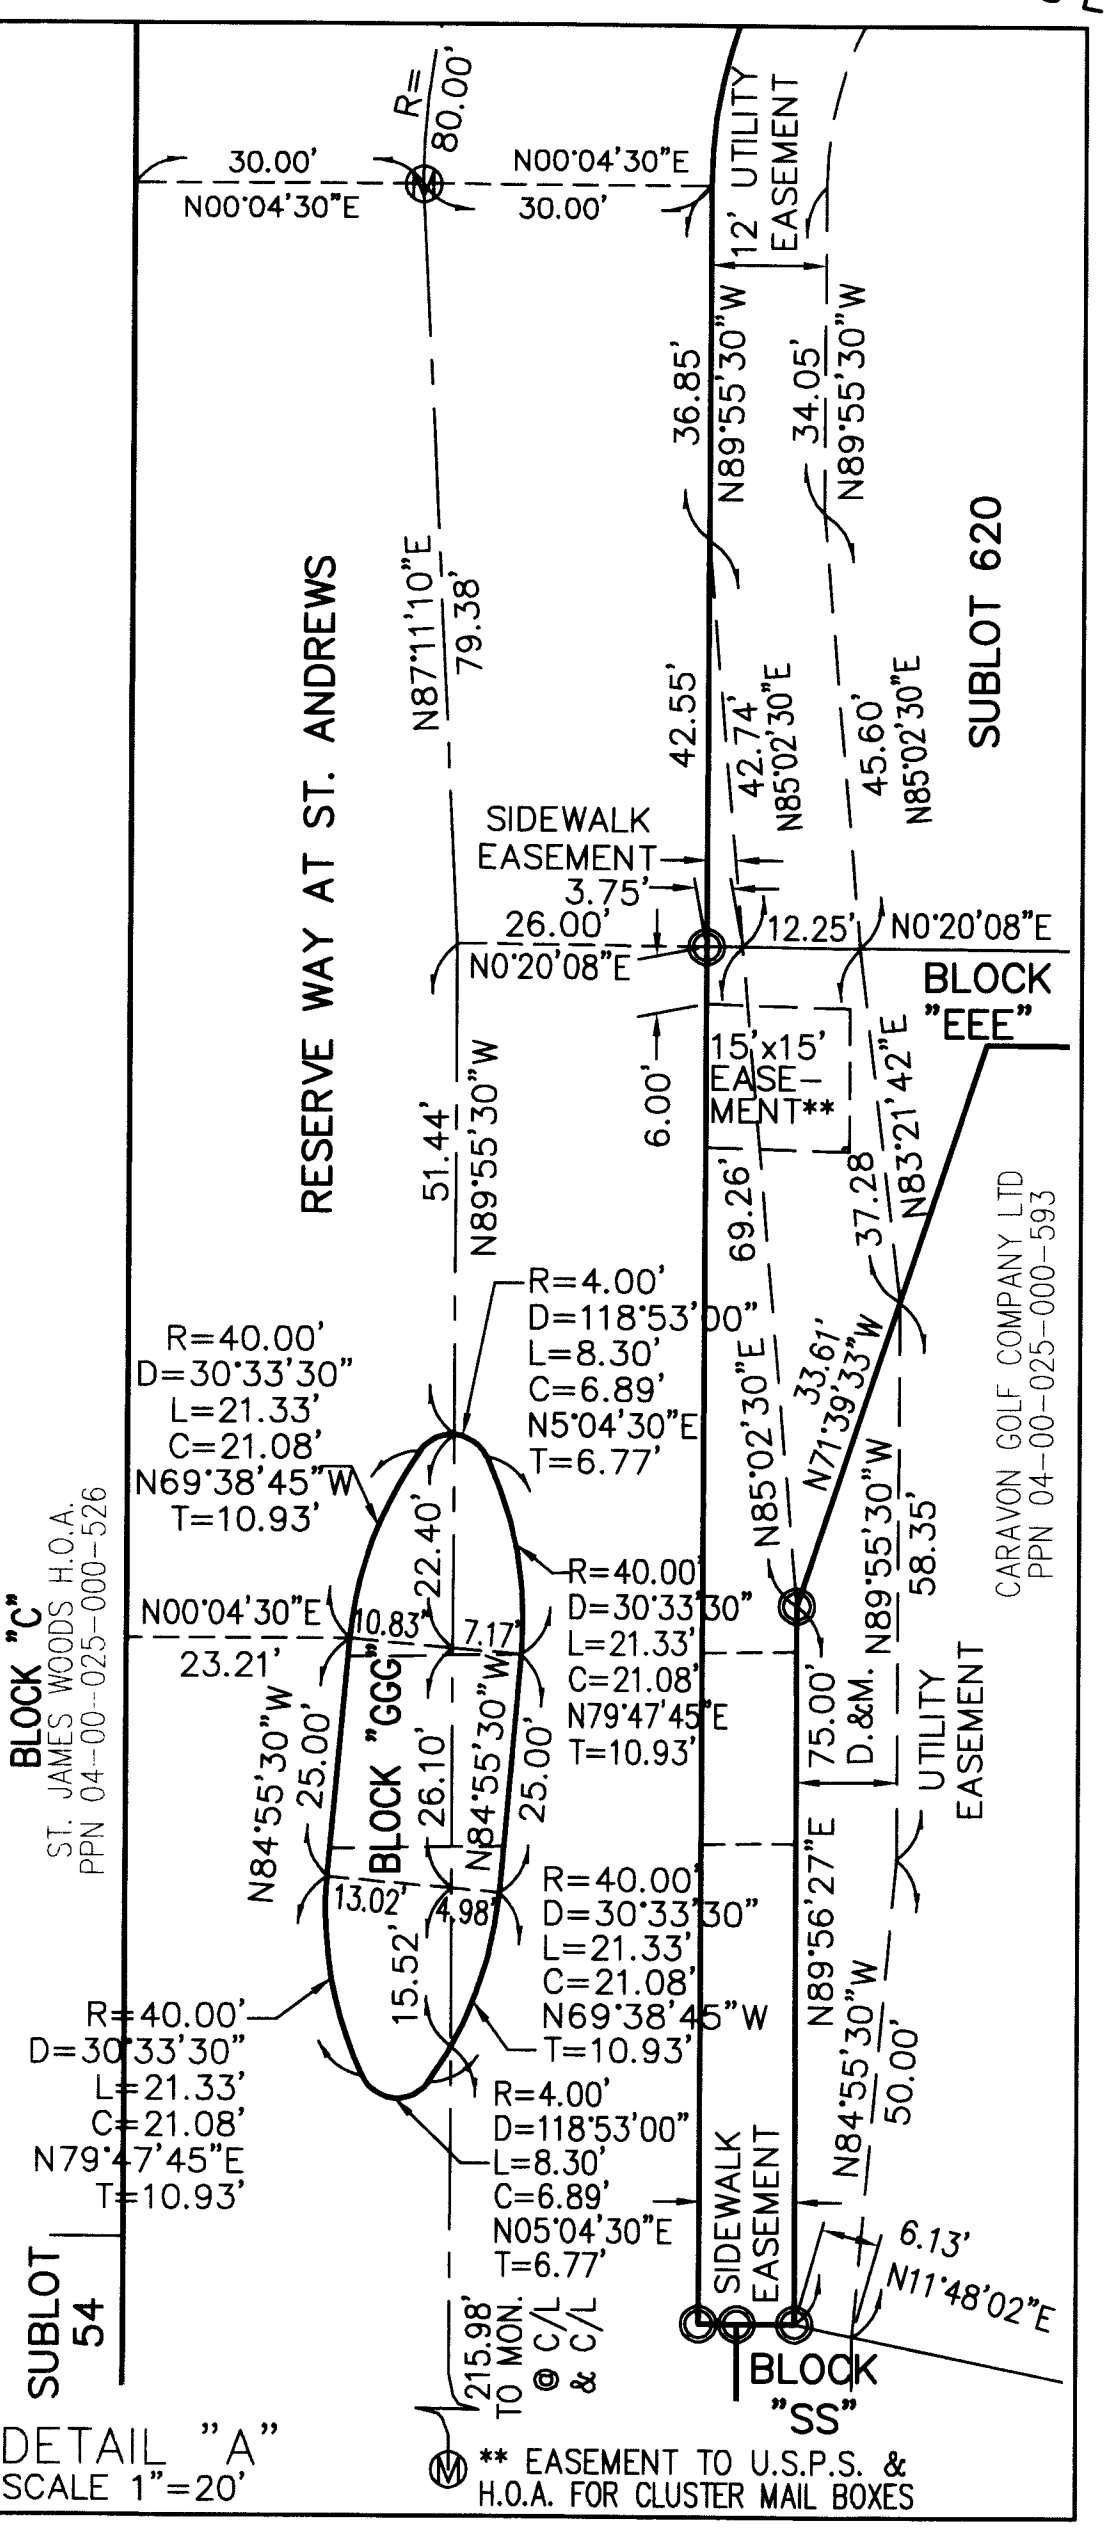 R=
80.00'
30.00'
N00°04'30"E
N00°04'30"E
30.00'
12' UTILITY
EASEMENT
36.85'
N89°55'30"W
34.05'
N89°55'30"W
SUBLOT 620
RESERVE WAY AT ST. ANDREWS
N87°11'10"E
79.38'
42.55'
42.74'
N85°02'30"E
45.60'
N85°02'30"E
SIDEWALK
EASEMENT
3.75'
26.00'
N0°20'08"E
12.25'
N0°20'08"E
BLOCK
"EEE"
15'x15'
EASE-
MENT**
6.00'
51.44'
N89°55'30"W
69.26'
N85°02'30"E
37.28
N83°21'42"E
33.61'
N71°39'33"W
CARAVON GOLF COMPANY LTD
PPN 04-00-025-000-593
R=4.00'
D=118°53'00"
L=8.30'
C=6.89'
N5°04'30"E
T=6.77'
R=40.00'
D=30°33'30"
L=21.33'
C=21.08'
N69°38'45"W
T=10.93'
BLOCK "C"
ST. JAMES WOODS H.O.A.
PPN 04-00-025-000-526
N00°04'30"E
23.21'
22.40'
10.83'
7.17'
R=40.00'
D=30°33'30"
L=21.33'
C=21.08'
N79°47'45"E
T=10.93'
N89°55'30"W
58.35'
75.00'
D.&M.
UTILITY
EASEMENT
N84°55'30"W
25.00'
BLOCK "GGG"
26.10'
N84°55'30"W
25.00'
13.02'
4.98'
15.52'
R=40.00'
D=30°33'30"
L=21.33'
C=21.08'
N69°38'45"W
T=10.93'
N89°56'27"E
N84°55'30"W
50.00'
R=40.00'
D=30°33'30"
L=21.33'
C=21.08'
N79°47'45"E
T=10.93'
R=4.00'
D=118°53'00"
L=8.30'
C=6.89'
N05°04'30"E
T=6.77'
SIDEWALK
EASEMENT
6.13'
N11°48'02"E
SUBLOT
54
215.98'
TO MON.
@ C/L
& C/L
BLOCK
"SS"
DETAIL "A"
SCALE 1"=20'
** EASEMENT TO U.S.P.S. &
H.O.A. FOR CLUSTER MAIL BOXES
M
M